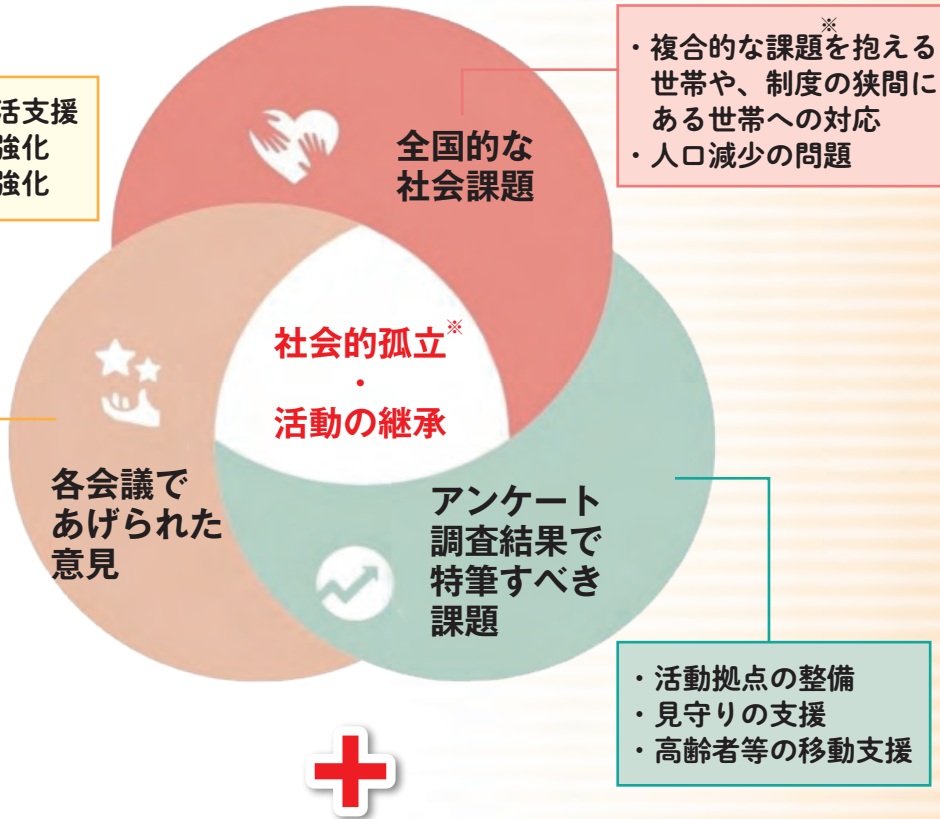 活支援
強化
強化
全国的な
社会課題
※
・複合的な課題を抱える
世帯や、制度の狭間に
ある世帯への対応
・人口減少の問題
社会的孤立※
・
活動の継承
各会議で
あげられた
意見
アンケート
調査結果で
特筆すべき
課題
・活動拠点の整備
・見守りの支援
・高齢者等の移動支援